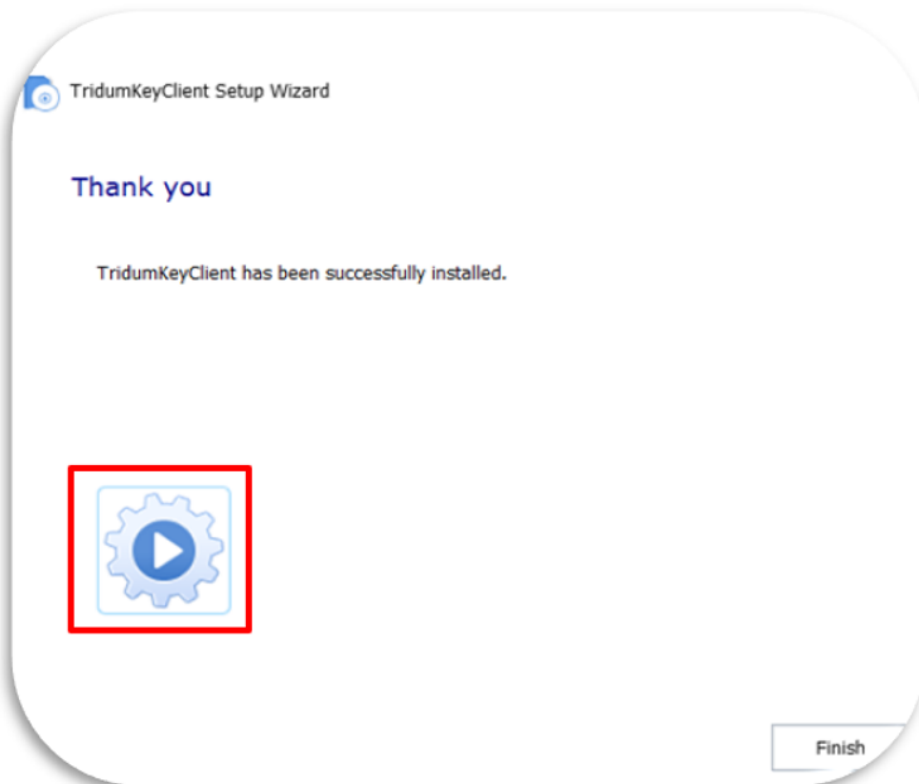 TridumKeyClient Setup Wizard
Thank you
TridumKeyClient has been successfully installed.
Finish